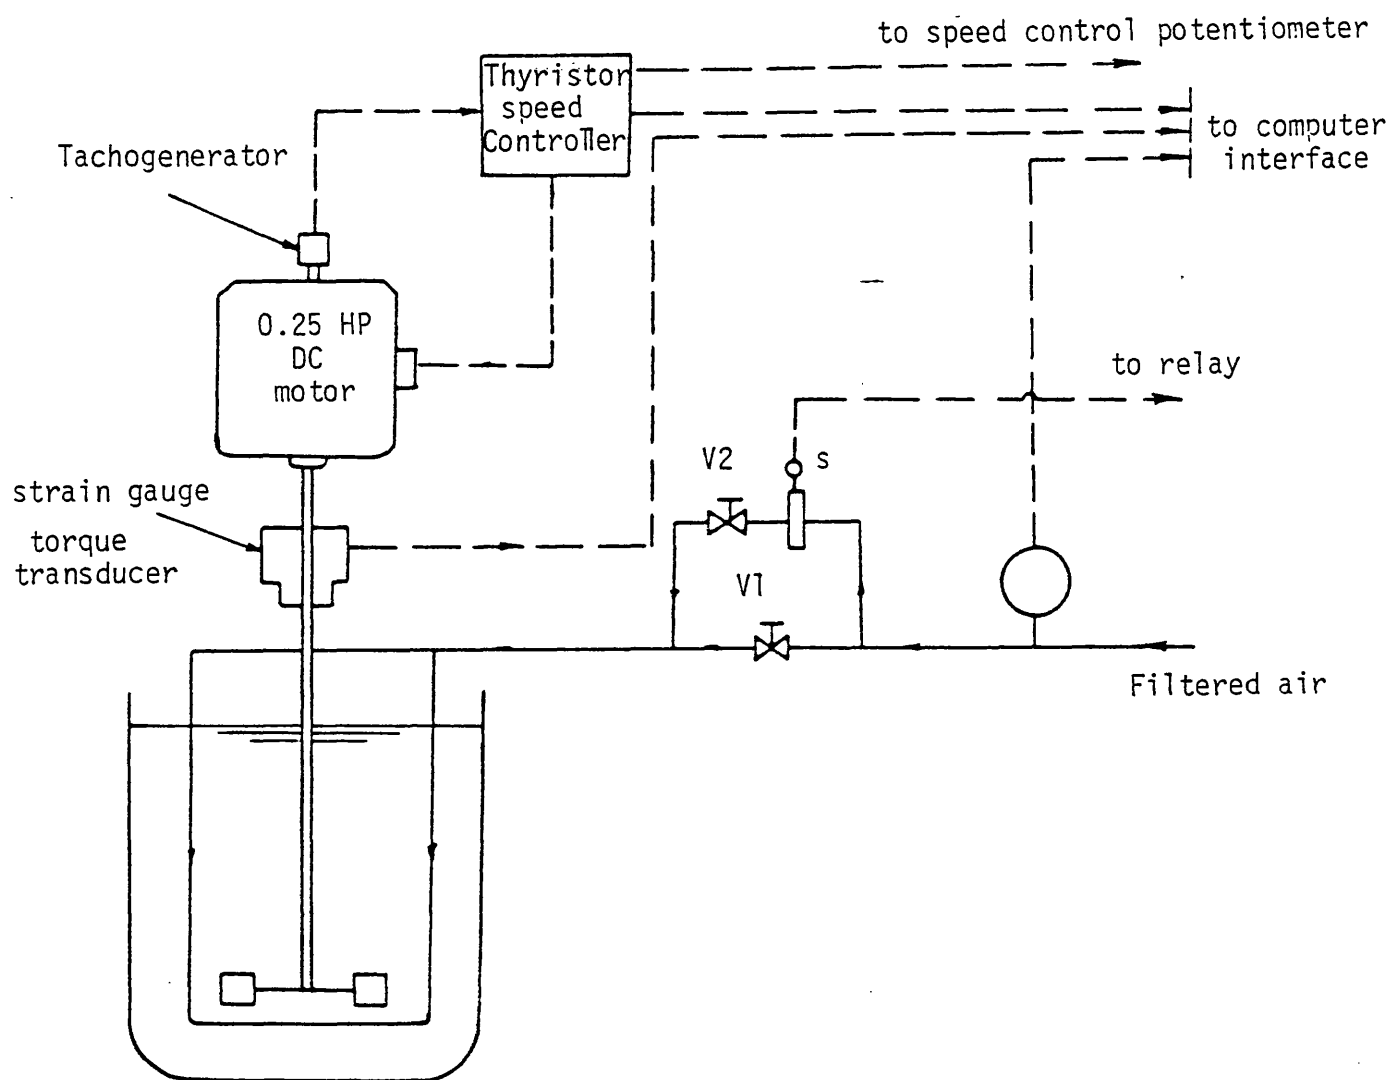 to speed control potentiometer
Thyristor
speed
Controller
to computer
interface
Tachogenerator
0.25 HP
DC
motor
to relay
V2
s
strain gauge
torque
transducer
V1
Filtered air